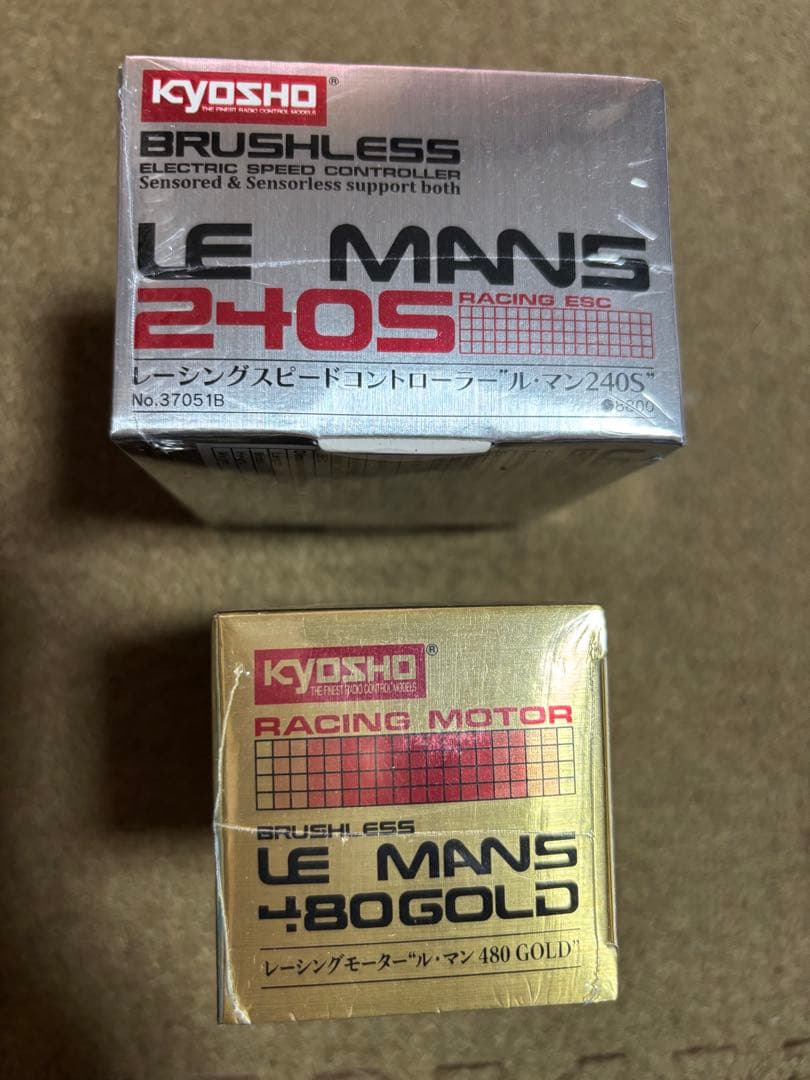 KYOSHO®
THE FINEST RADIO CONTROL MODELS
BRUSHLESS
ELECTRIC SPEED CONTROLLER
Sensored & Sensorless support both
LE MANS
240S RACING ESC
レーシングスピードコントローラー"ル・マン240S"
No.37051B
KYOSHO®
THE FINEST RADIO CONTROL MODELS
RACING MOTOR
BRUSHLESS
LE MANS
480GOLD
レーシングモーター"ル・マン 480 GOLD"